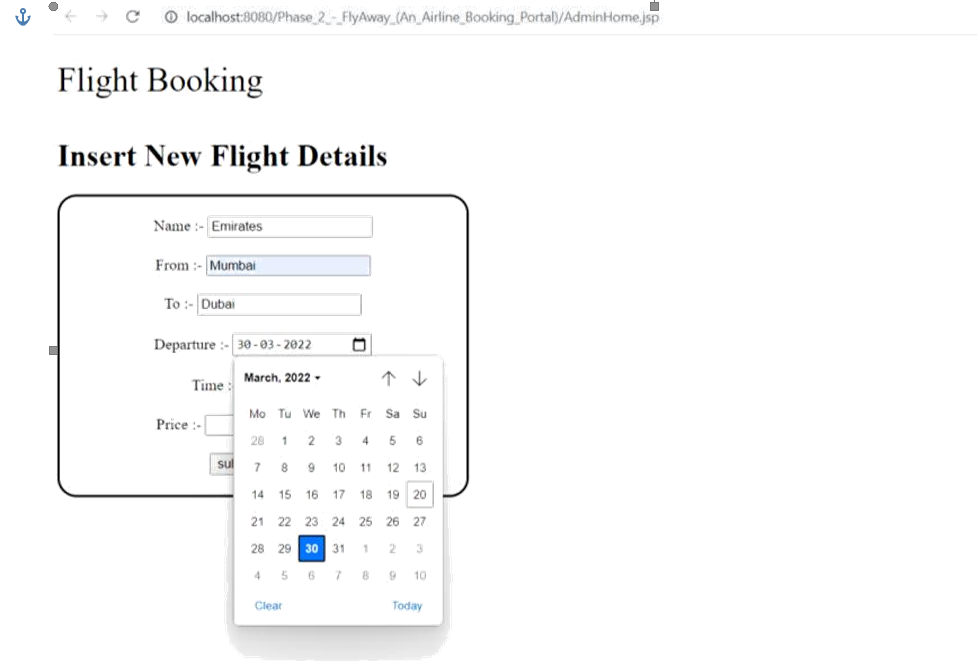 localhost:8080/Phase_2_-_FlyAway_(An_Airline_Booking_Portal)/AdminHome.jsp
Flight Booking
Insert New Flight Details
Name :- Emirates
From :- Mumbai
To :- Dubai
Departure :- 30-03-2022
March, 2022
Time :
Mo Tu We Th Fr Sa Su
Price :-
28 1 2 3 4 5 6
7 8 9 10 11 12 13
14 15 16 17 18 19 20
21 22 23 24 25 26 27
28 29 30 31 1 2 3
4 5 6 7 8 9 10
Clear Today